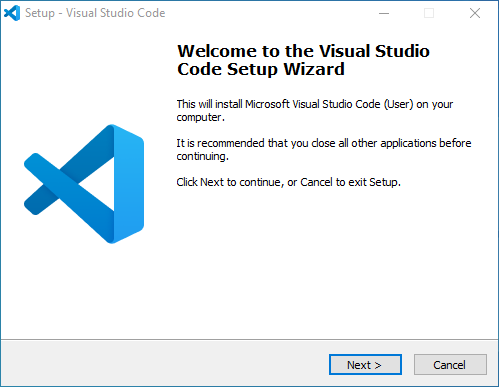 Setup - Visual Studio Code
Welcome to the Visual Studio
Code Setup Wizard
This will install Microsoft Visual Studio Code (User) on your
computer.
It is recommended that you close all other applications before
continuing.
Click Next to continue, or Cancel to exit Setup.
Next >
Cancel